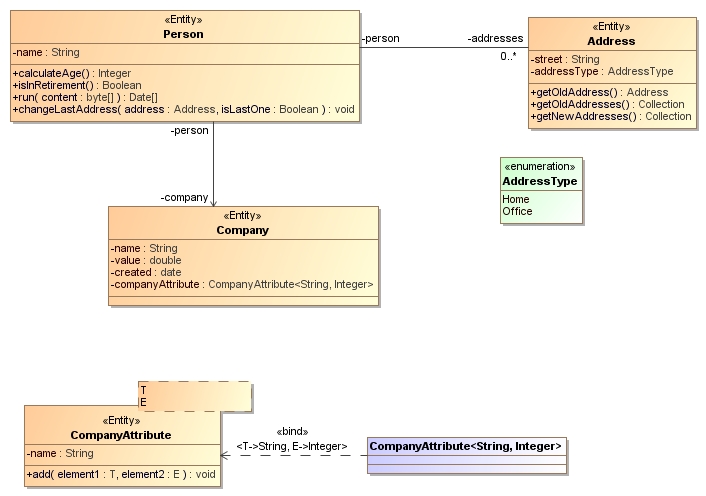 «Entity»
Person
-name : String
+calculateAge() : Integer
+isInRetirement() : Boolean
+run( content : byte[] ) : Date[]
+changeLastAddress( address : Address, isLastOne : Boolean ) : void
-person
-addresses
0..*
«Entity»
Address
-street : String
-addressType : AddressType
+getOldAddress() : Address
+getOldAddresses() : Collection
+getNewAddresses() : Collection
-person
-company
«enumeration»
AddressType
Home
Office
«Entity»
Company
-name : String
-value : double
-created : date
-companyAttribute : CompanyAttribute<String, Integer>
T
E
«Entity»
CompanyAttribute
-name : String
+add( element1 : T, element2 : E ) : void
«bind»
<T->String, E->Integer>
CompanyAttribute<String, Integer>